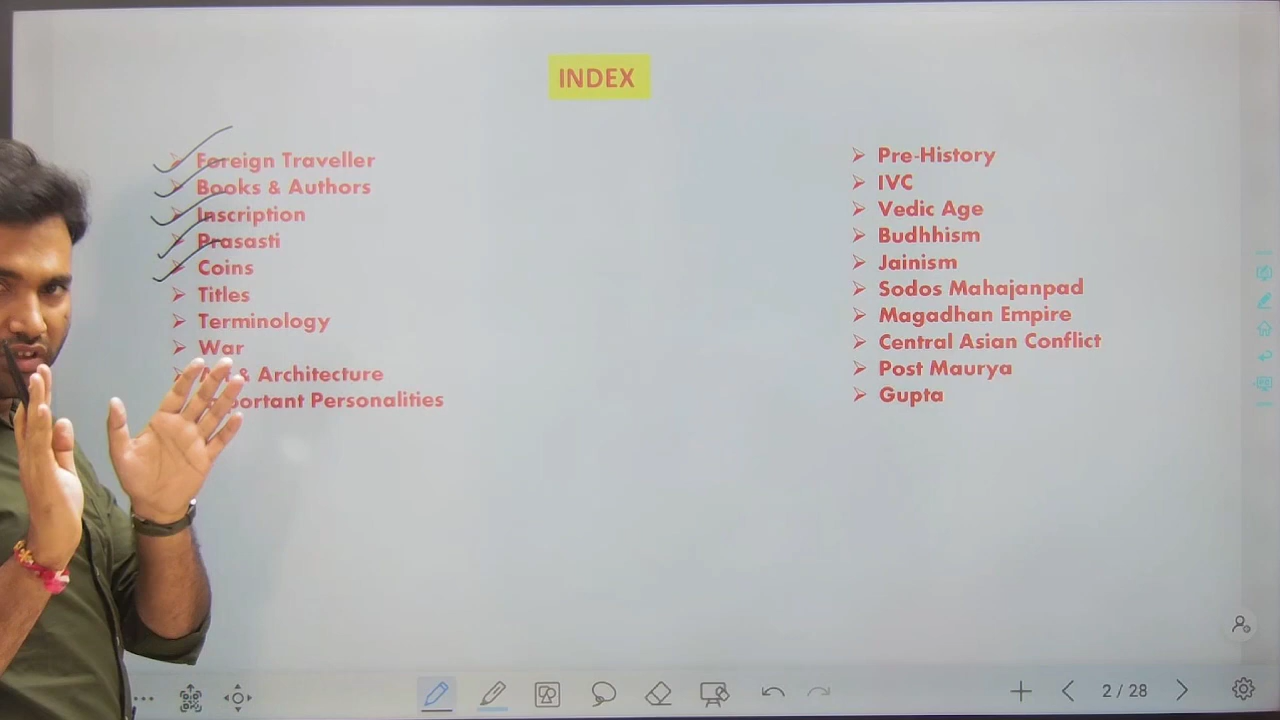 INDEX
Foreign Traveller
Books & Authors
Inscription
Prasasti
Coins
Titles
Terminology
War
& Architecture
Personalities
Pre-History
IVC
Vedic Age
Budhhism
Jainism
Sodos Mahajanpad
Magadhan Empire
Central Asian Conflict
Post Maurya
Gupta
2 / 28